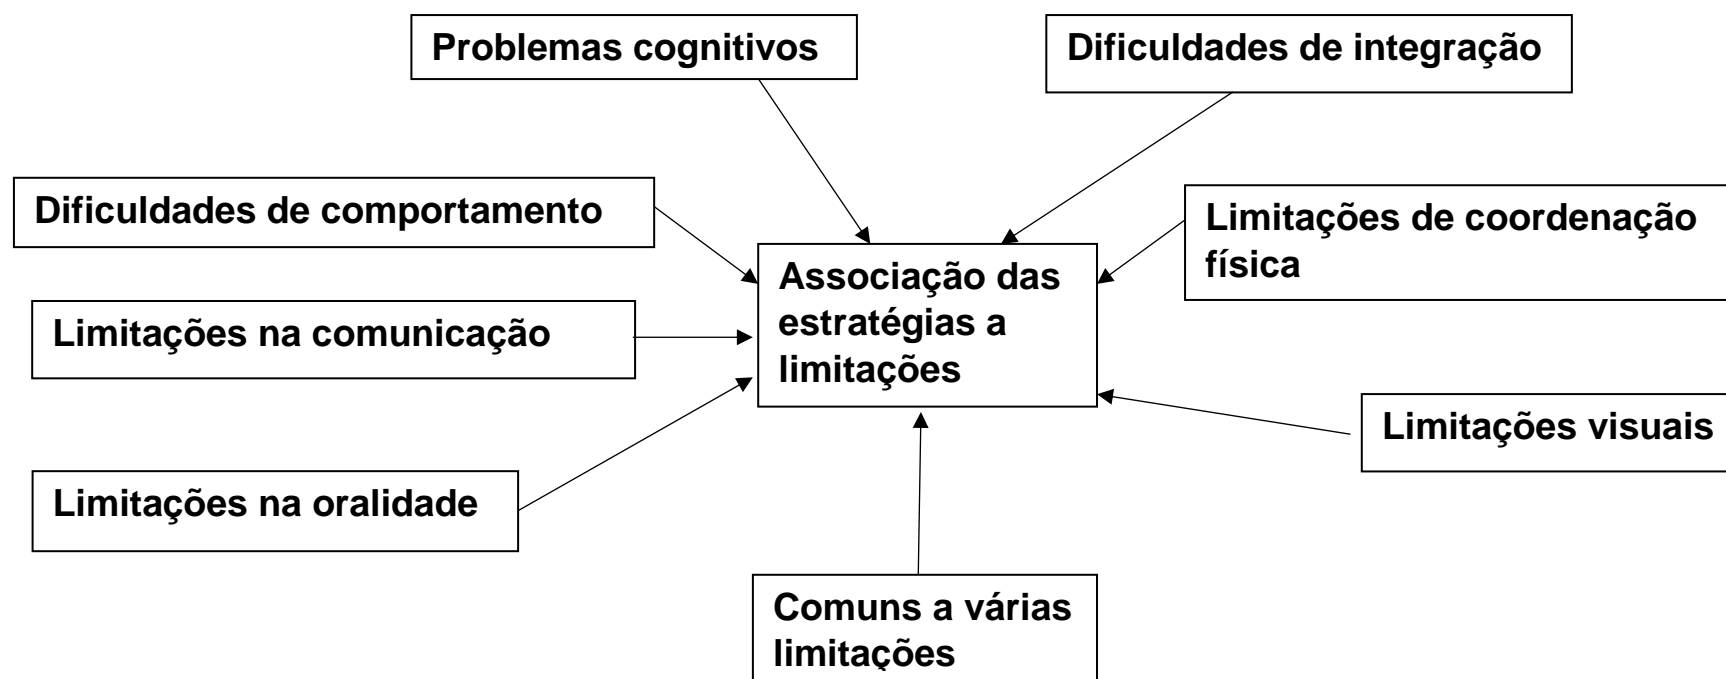 Problemas cognitivos
Dificuldades de integração
Dificuldades de comportamento
Limitações de coordenação
física
Associação das
estratégias a
limitações
Limitações na comunicação
Limitações visuais
Limitações na oralidade
Comuns a várias
limitações